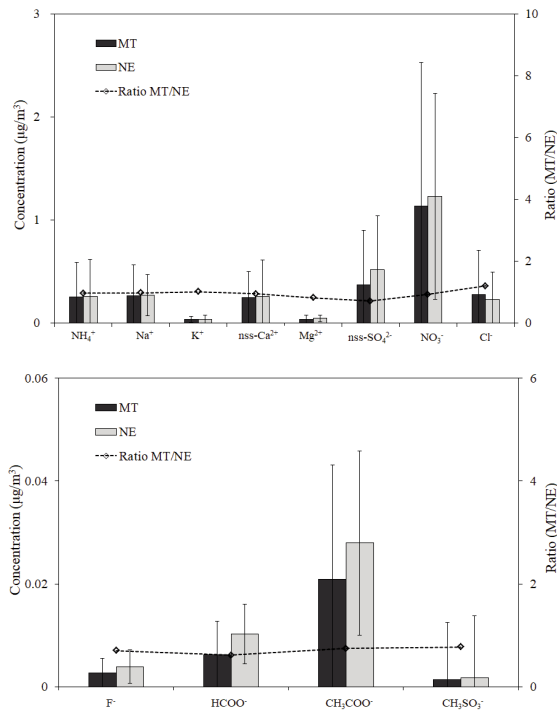 3
2
1
0
Concentration (μg/m³)
MT
NE
Ratio MT/NE
10
8
6
4
2
0
Ratio (MT/NE)
NH₄⁺ Na⁺ K⁺ nss-Ca²⁺ Mg²⁺ nss-SO₄²⁻ NO₃⁻ Cl⁻
0.06
0.04
0.02
0
Concentration (μg/m³)
MT
NE
Ratio MT/NE
6
4
2
0
Ratio (MT/NE)
F⁻ HCOO⁻ CH₃COO⁻ CH₃SO₃⁻